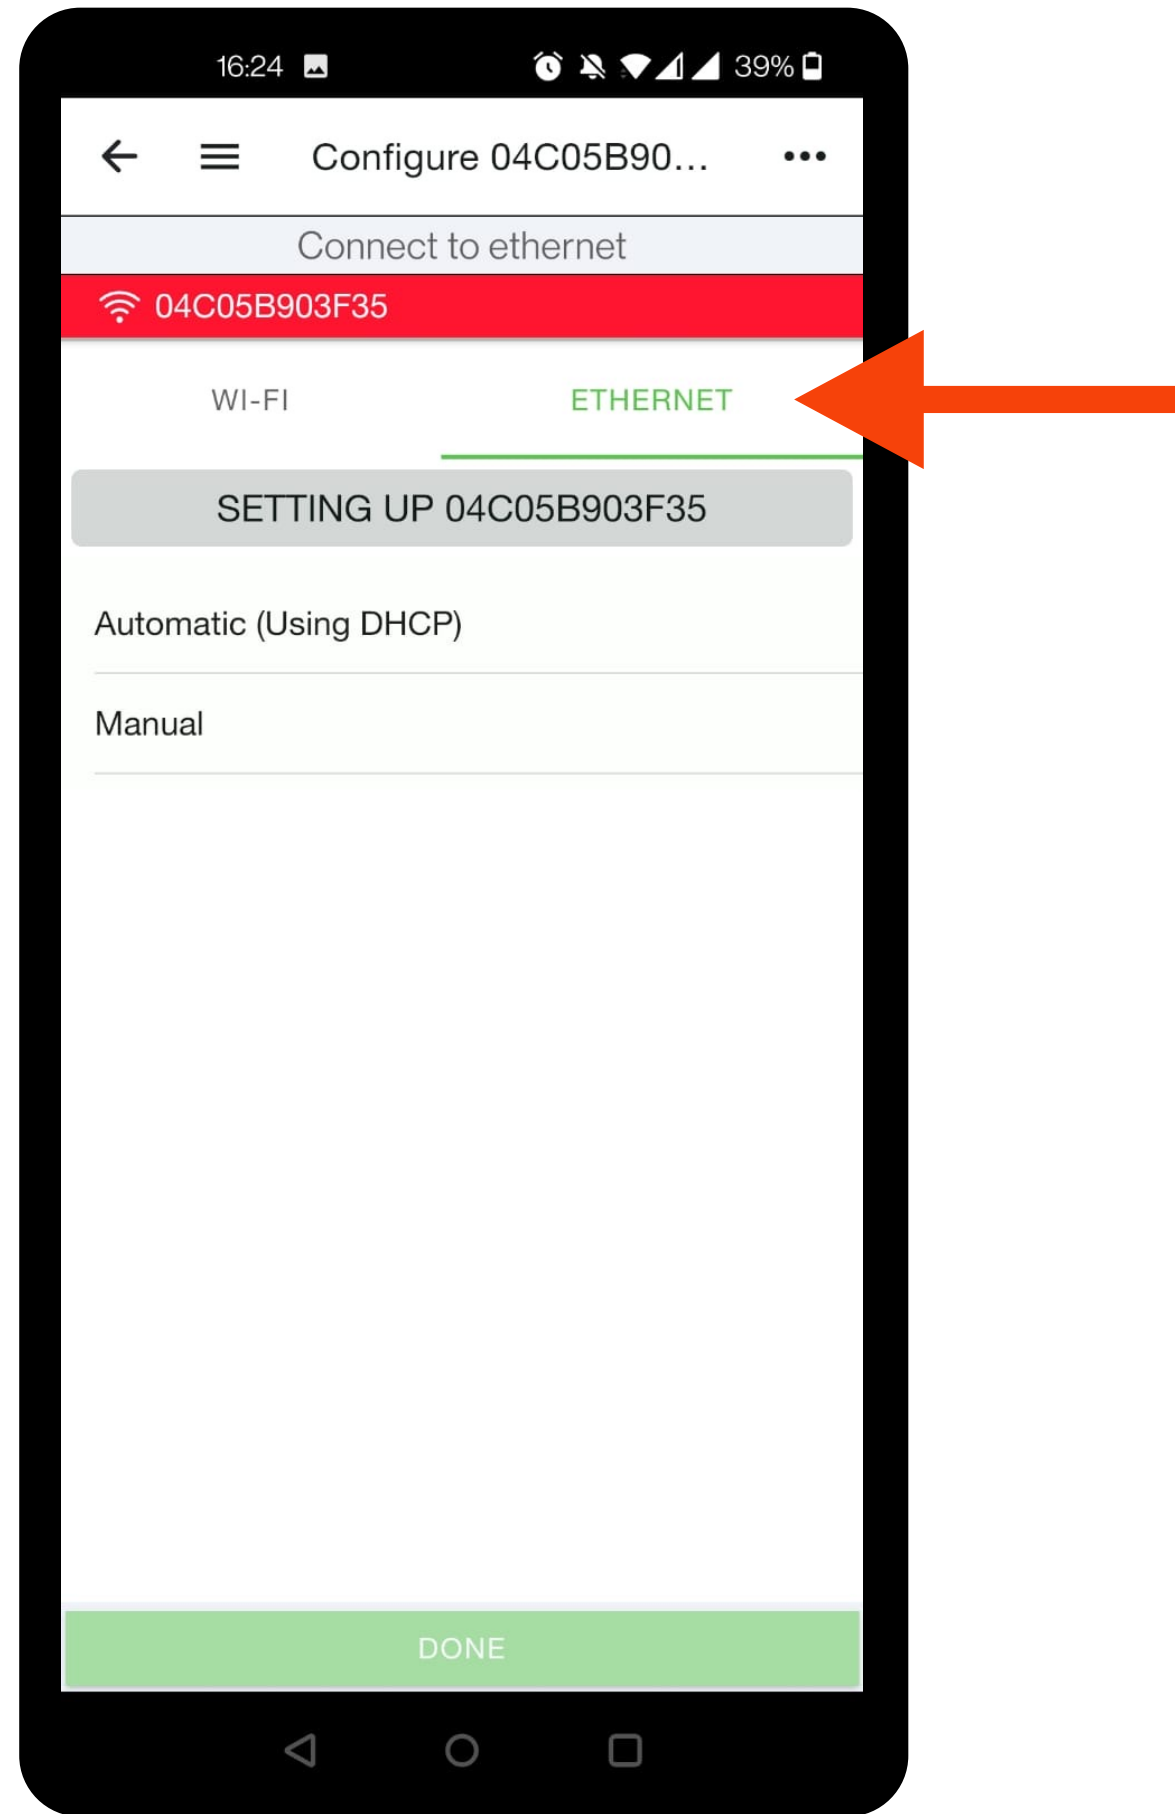 16:24 39%
Configure 04C05B90...
Connect to ethernet
04C05B903F35
WI-FI ETHERNET
SETTING UP 04C05B903F35
Automatic (Using DHCP)
Manual
DONE